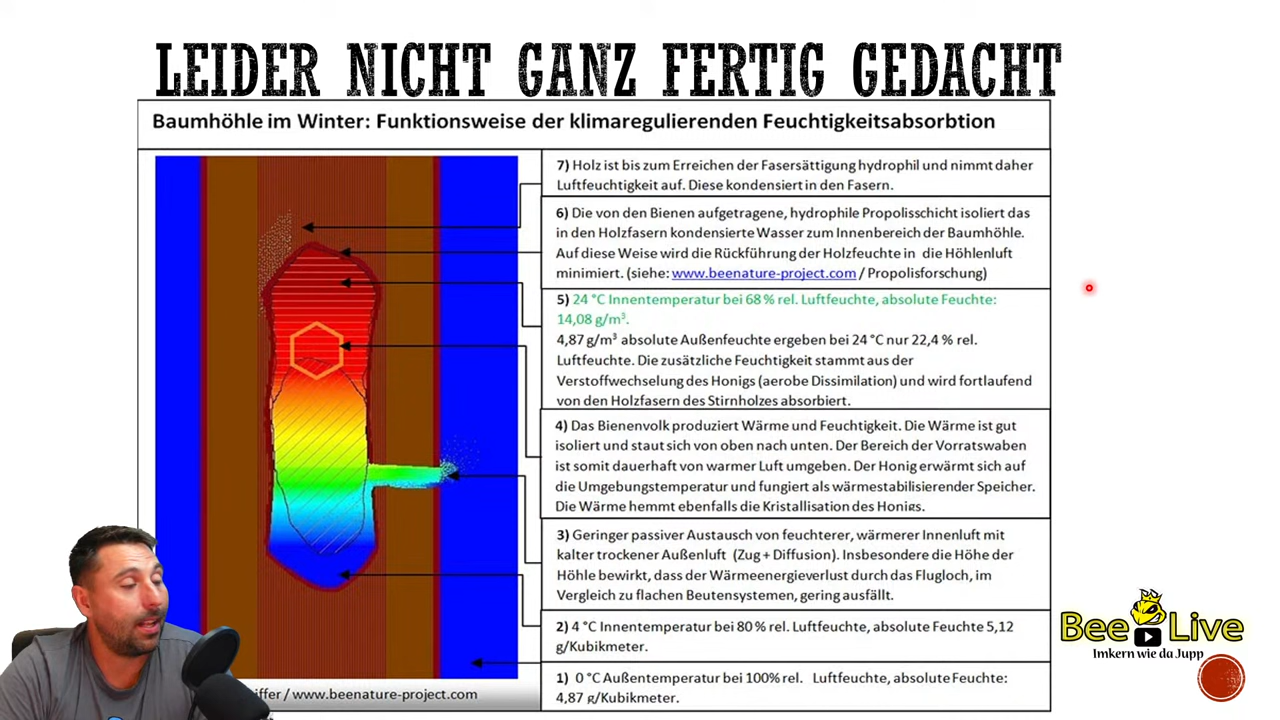 LEIDER NICHT GANZ FERTIG GEDACHT
Baumhöhle im Winter: Funktionsweise der klimaregulierenden Feuchtigkeitsabsorbtion
7) Holz ist bis zum Erreichen der Fasersättigung hydrophil und nimmt daher
Luftfeuchtigkeit auf. Diese kondensiert in den Fasern.
6) Die von den Bienen aufgetragene, hydrophile Propolisschicht isoliert das
in den Holzfasern kondensierte Wasser zum Innenbereich der Baumhöhle.
Auf diese Weise wird die Rückführung der Holzfeuchte in die Höhlenluft
minimiert. (siehe: www.beenature-project.com / Propolisforschung)
5) 24 °C Innentemperatur bei 68 % rel. Luftfeuchte, absolute Feuchte:
14,08 g/m³.
4,87 g/m³ absolute Außenfeuchte ergeben bei 24 °C nur 22,4 % rel.
Luftfeuchte. Die zusätzliche Feuchtigkeit stammt aus der
Verstoffwechselung des Honigs (aerobe Dissimilation) und wird fortlaufend
von den Holzfasern des Stirnholzes absorbiert.
4) Das Bienenvolk produziert Wärme und Feuchtigkeit. Die Wärme ist gut
isoliert und staut sich von oben nach unten. Der Bereich der Vorratswaben
ist somit dauerhaft von warmer Luft umgeben. Der Honig erwärmt sich auf
die Umgebungstemperatur und fungiert als wärmestabilisierender Speicher.
Die Wärme hemmt ebenfalls die Kristallisation des Honigs.
3) Geringer passiver Austausch von feuchterer, wärmerer Innenluft mit
kalter trockener Außenluft (Zug + Diffusion). Insbesondere die Höhe der
Höhle bewirkt, dass der Wärmeenergieverlust durch das Flugloch, im
Vergleich zu flachen Beutensystemen, gering ausfällt.
2) 4 °C Innentemperatur bei 80 % rel. Luftfeuchte, absolute Feuchte 5,12
g/Kubikmeter.
1) 0 °C Außentemperatur bei 100% rel. Luftfeuchte, absolute Feuchte:
4,87 g/Kubikmeter.
iffer / www.beenature-project.com
Bee Live
Imkern wie da Jupp